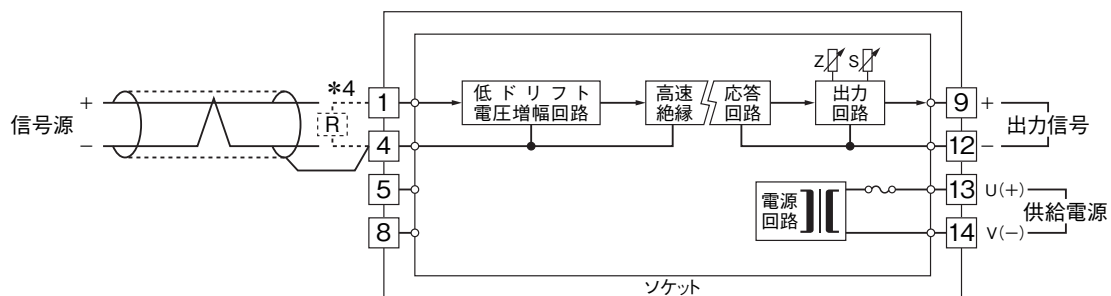 信号源
+
−
*4
R
1
4
5
8
低ドリフト
電圧増幅回路
高速
絶縁
応答
回路
Z
S
出力
回路
9
+
12
−
出力信号
電源
回路
13
U(+)
14
V(−)
供給電源
ソケット